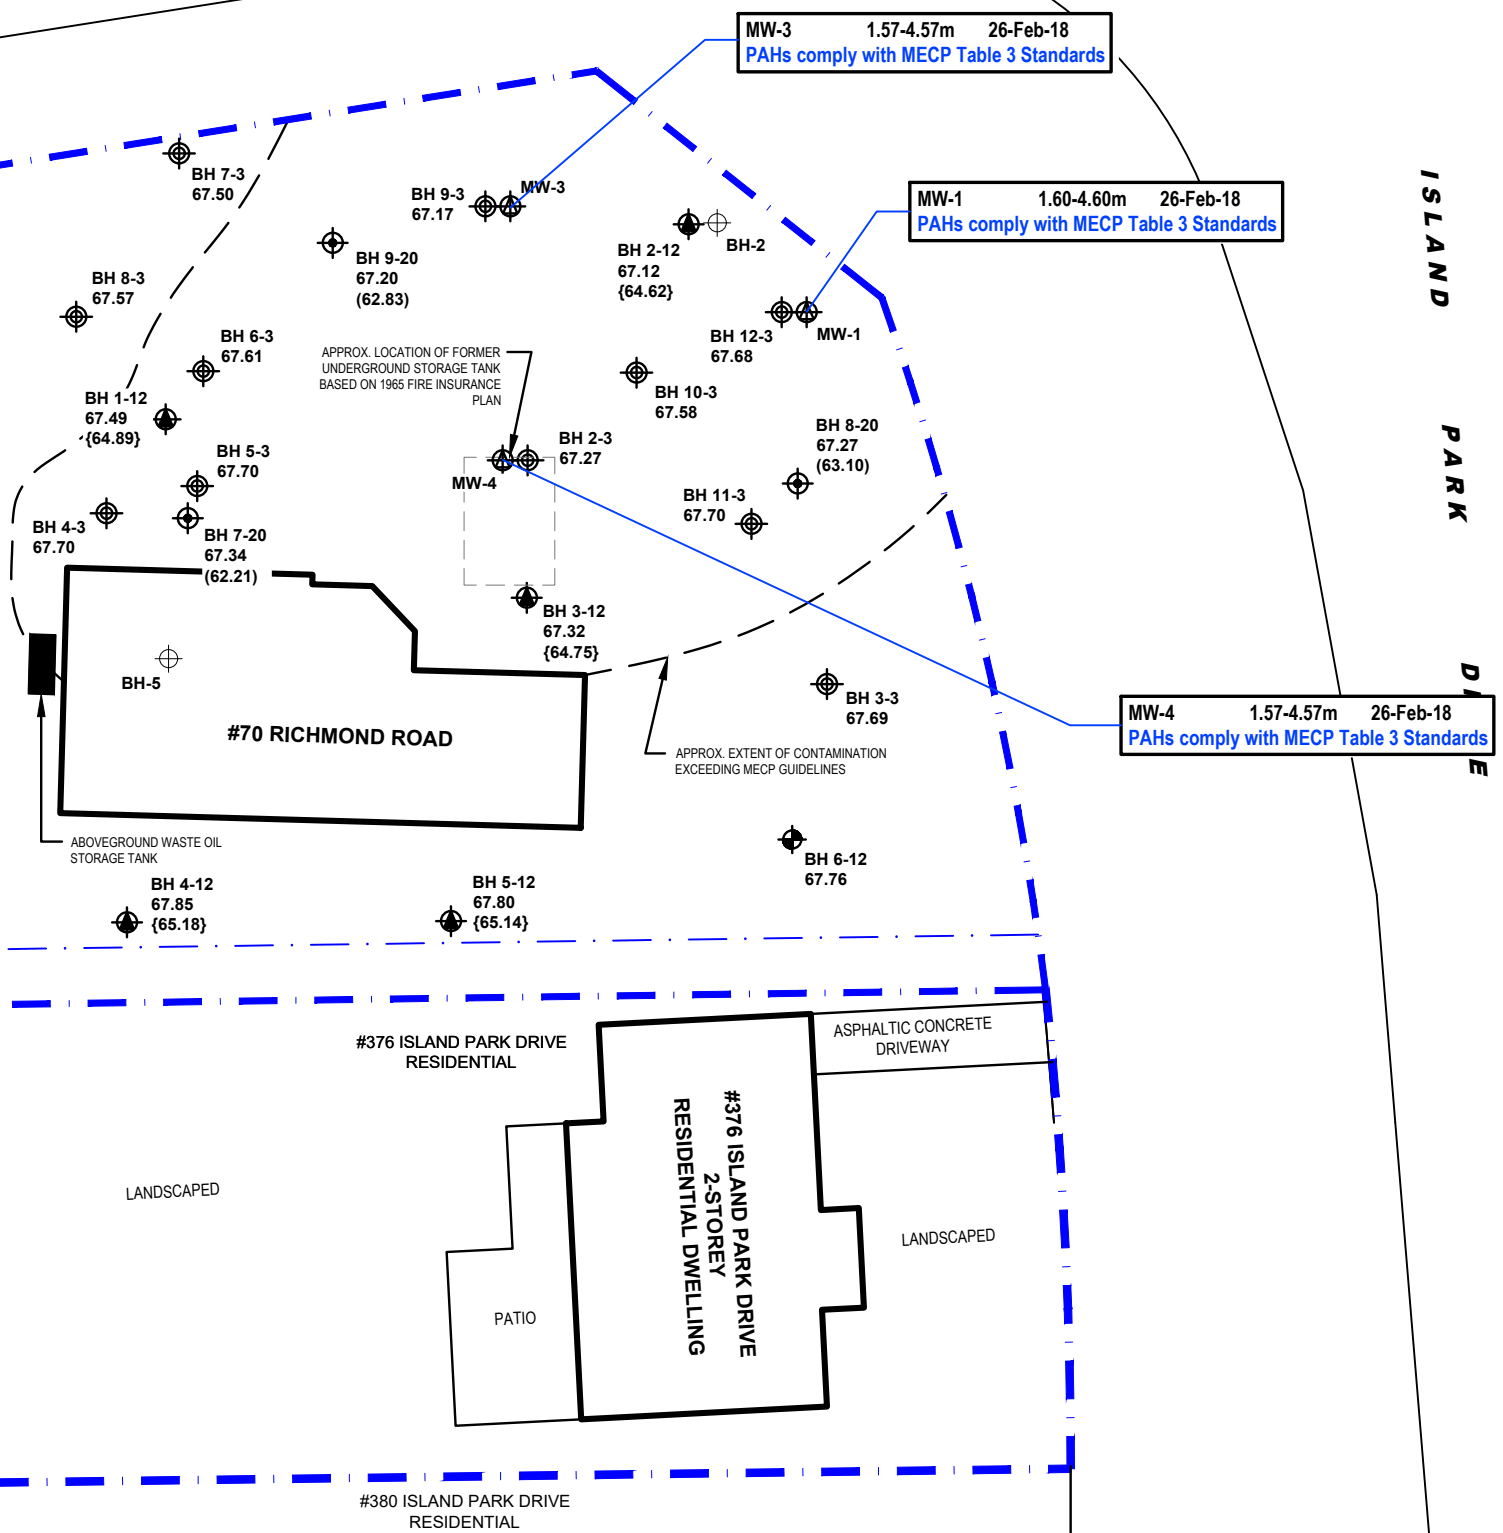 MW-3 1.57-4.57m 26-Feb-18
PAHs comply with MECP Table 3 Standards
MW-1 1.60-4.60m 26-Feb-18
PAHs comply with MECP Table 3 Standards
ISLAND
PARK
BH 7-3
67.50
BH 9-3
67.17
MW-3
BH 9-20
67.20
(62.83)
BH 2-12
67.12
{64.62}
BH-2
BH 8-3
67.57
BH 6-3
67.61
BH 12-3
67.68
MW-1
APPROX. LOCATION OF FORMER
UNDERGROUND STORAGE TANK
BASED ON 1965 FIRE INSURANCE
PLAN
BH 10-3
67.58
BH 1-12
67.49
{64.89}
BH 5-3
67.70
BH 2-3
67.27
MW-4
BH 8-20
67.27
(63.10)
BH 11-3
67.70
BH 4-3
67.70
BH 7-20
67.34
(62.21)
BH 3-12
67.32
{64.75}
BH-5
BH 3-3
67.69
MW-4 1.57-4.57m 26-Feb-18
PAHs comply with MECP Table 3 Standards
#70 RICHMOND ROAD
APPROX. EXTENT OF CONTAMINATION
EXCEEDING MECP GUIDELINES
ABOVEGROUND WASTE OIL
STORAGE TANK
BH 6-12
67.76
BH 4-12
67.85
{65.18}
BH 5-12
67.80
{65.14}
#376 ISLAND PARK DRIVE
RESIDENTIAL
ASPHALTIC CONCRETE
DRIVEWAY
#376 ISLAND PARK DRIVE
2-STOREY
RESIDENTIAL DWELLING
LANDSCAPED
LANDSCAPED
PATIO
#380 ISLAND PARK DRIVE
RESIDENTIAL